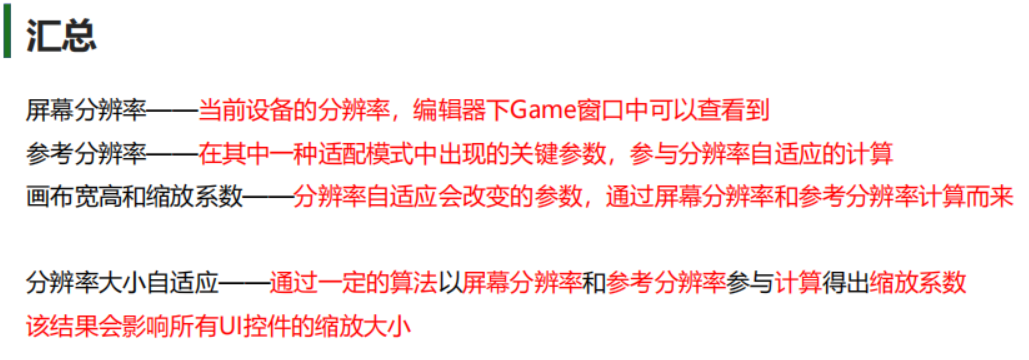 汇总
屏幕分辨率——当前设备的分辨率，编辑器下Game窗口中可以查看到
参考分辨率——在其中一种适配模式中出现的关键参数，参与分辨率自适应的计算
画布宽高和缩放系数——分辨率自适应会改变的参数，通过屏幕分辨率和参考分辨率计算而来
分辨率大小自适应——通过一定的算法以屏幕分辨率和参考分辨率参与计算得出缩放系数
该结果会影响所有UI控件的缩放大小